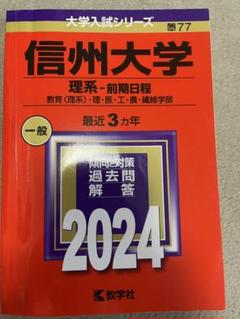 大学入試シリーズ
77
信州大学
理系-前期日程
教育〈理系〉・理・医・工・農・繊維学部
一般
最近3カ年
傾向と対策
過去問
解答
2024
教学社